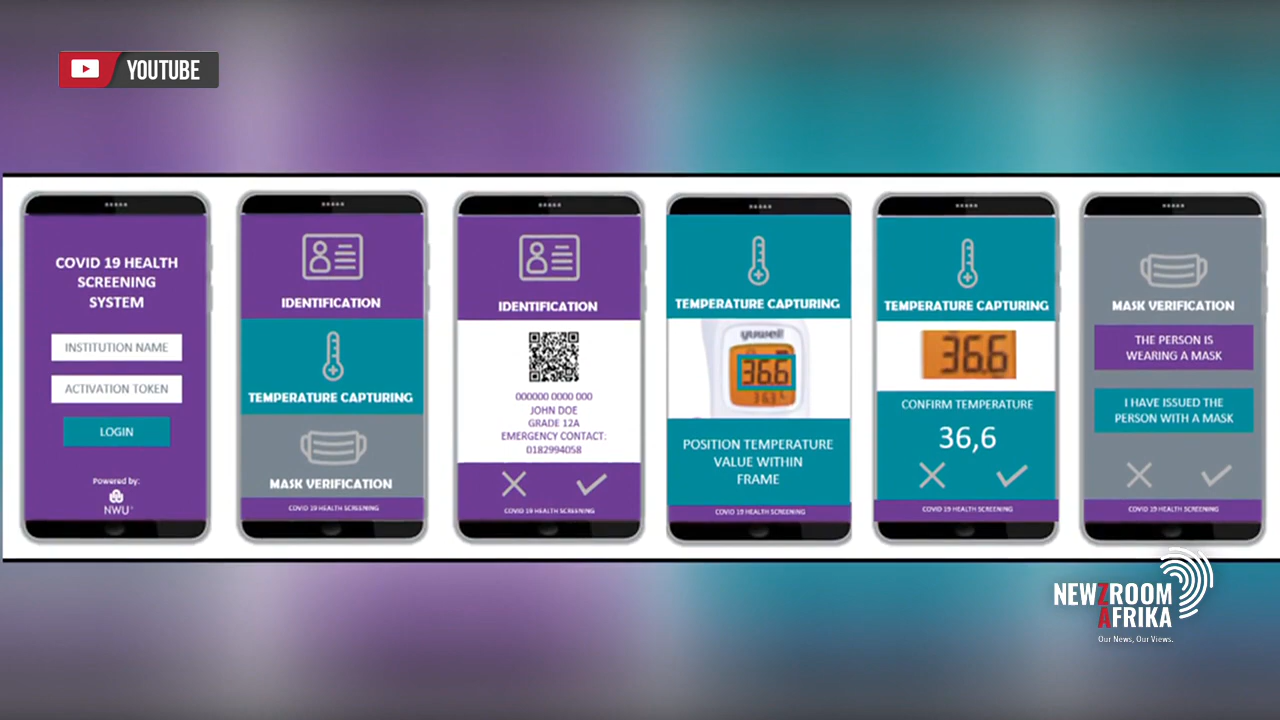 YOUTUBE
COVID 19 HEALTH
SCREENING
SYSTEM
INSTITUTION NAME
ACTIVATION TOKEN
LOGIN
Powered by:
NWU
IDENTIFICATION
TEMPERATURE CAPTURING
MASK VERIFICATION
COVID 19 HEALTH SCREENING
IDENTIFICATION
000000 0000 000
JOHN DOE
GRADE 12A
EMERGENCY CONTACT:
0182994058
COVID 19 HEALTH SCREENING
TEMPERATURE CAPTURING
yuwell
36.6
POSITION TEMPERATURE
VALUE WITHIN
FRAME
COVID 19 HEALTH SCREENING
TEMPERATURE CAPTURING
36.6
CONFIRM TEMPERATURE
36,6
COVID 19 HEALTH SCREENING
MASK VERIFICATION
THE PERSON IS
WEARING A MASK
I HAVE ISSUED THE
PERSON WITH A MASK
COVID 19 HEALTH SCREENING
NEWZROOM
AFRIKA
Our News, Our Views.